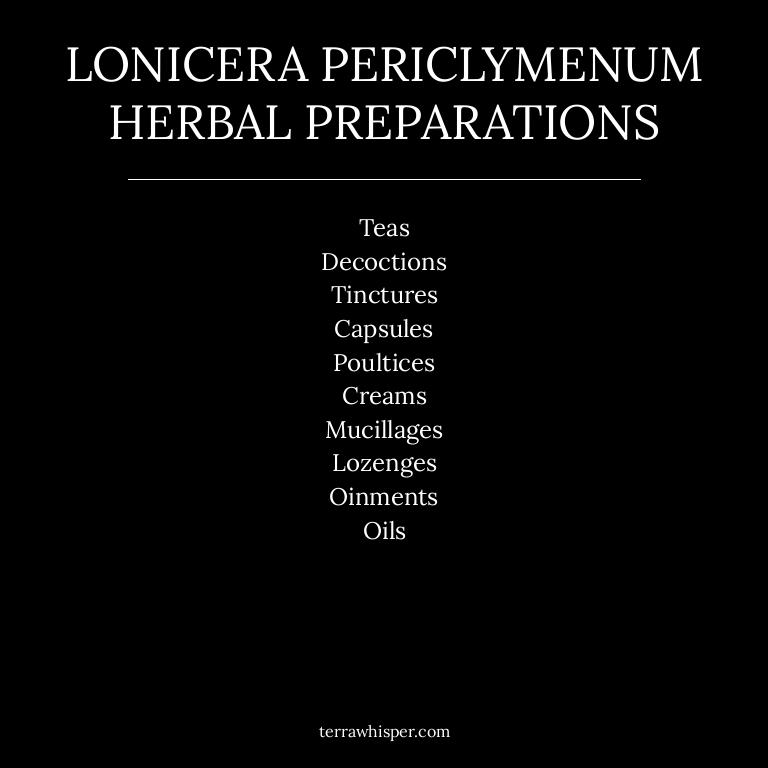 LONICERA PERICLYMENUM
HERBAL PREPARATIONS
Teas
Decoctions
Tinctures
Capsules
Poultices
Creams
Mucillages
Lozenges
Oinments
Oils
terrawhisper.com